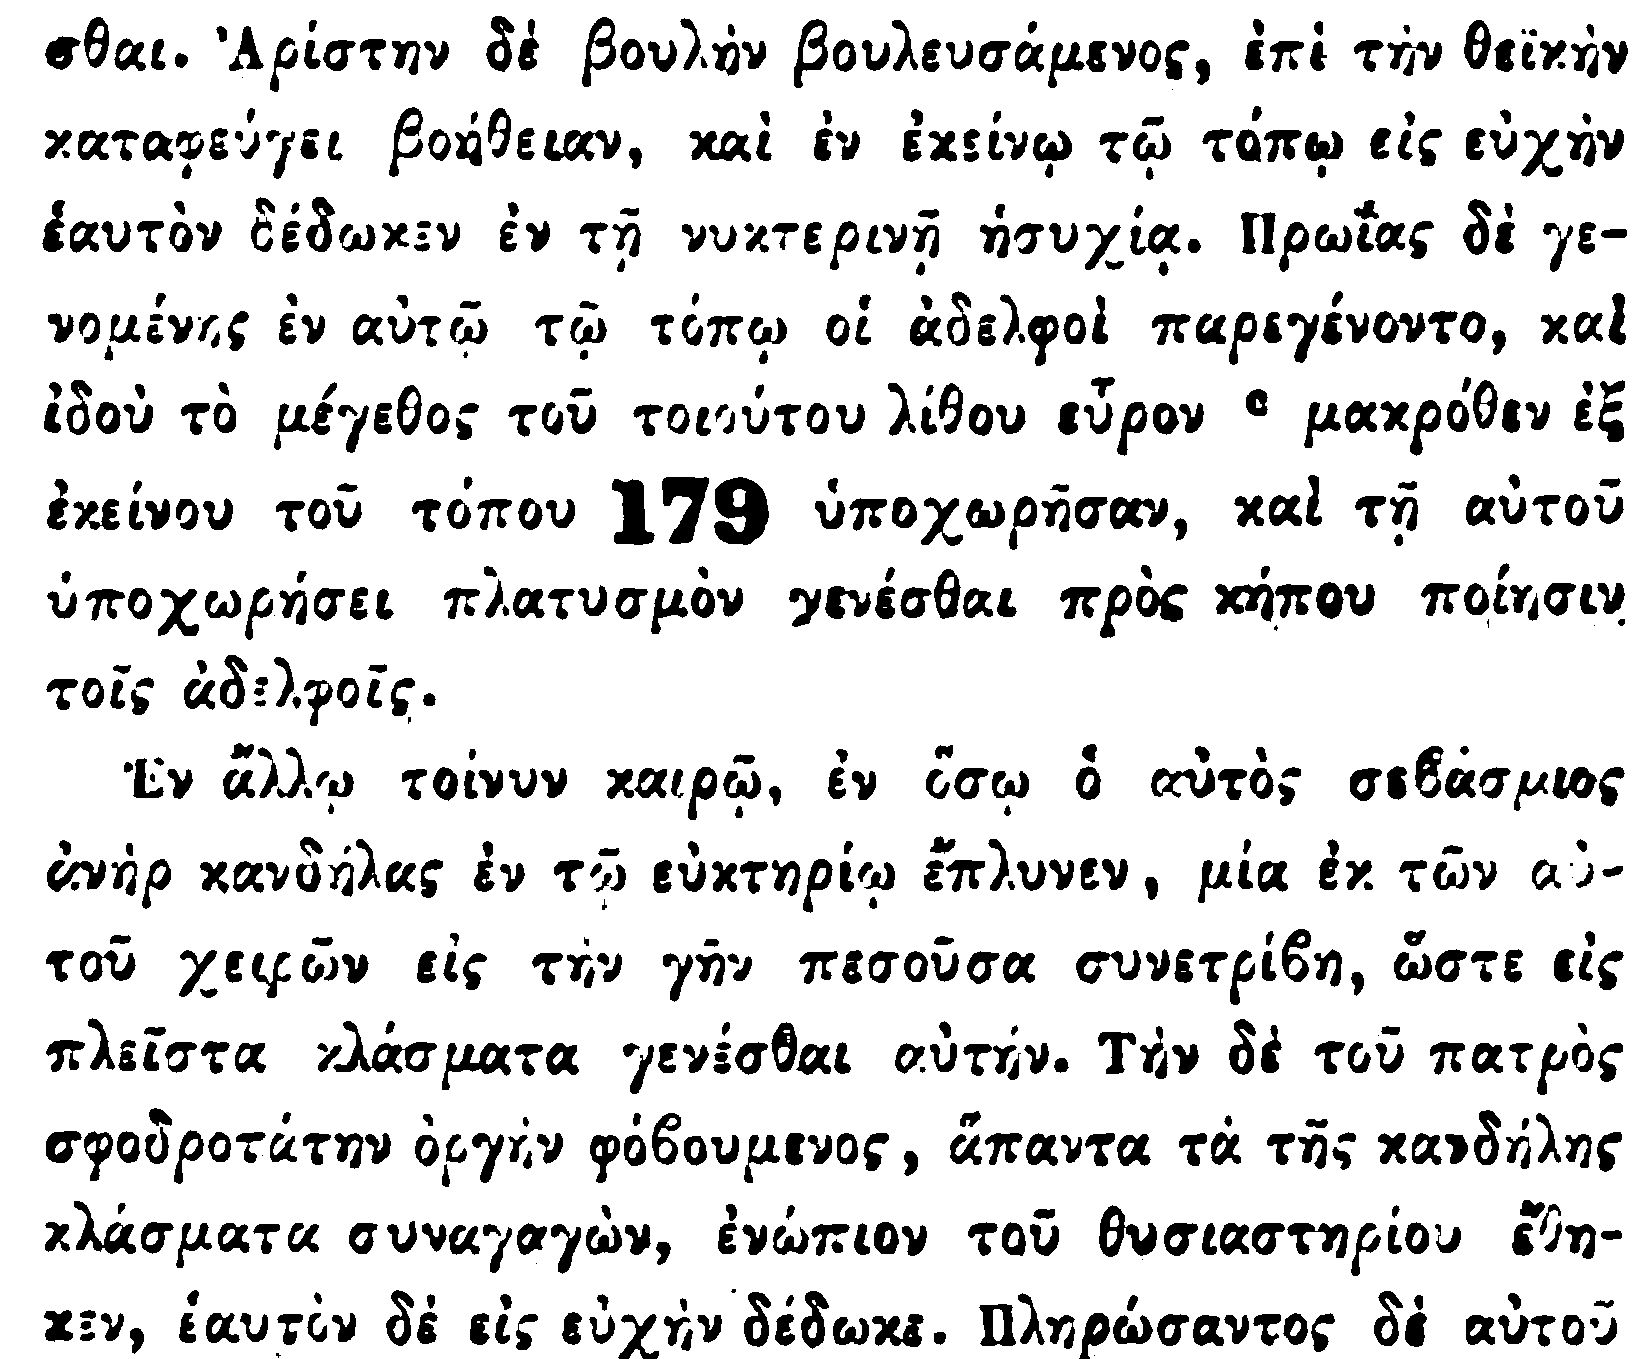 σθαι. Ἀρίστην δὲ βουλὴν βουλευσάμενος, ἐπὶ τὴν θεϊκὴν
καταφεύγει βοήθειαν, καὶ ἐν ἐκείνῳ τῷ τόπῳ εἰς εὐχὴν
ἑαυτὸν δέδωκεν ἐν τῇ νυκτερινῇ ἡσυχίᾳ. Πρωΐας δὲ γε-
νομένης ἐν αὐτῷ τῷ τόπῳ οἱ ἀδελφοὶ παρεγένοντο, καὶ
ἰδοὺ τὸ μέγεθος τοῦ τοιούτου λίθου εὗρον c μακρόθεν ἐξ
ἐκείνου τοῦ τόπου 179 ὑποχωρῆσαν, καὶ τῇ αὐτοῦ
ὑποχωρήσει πλατυσμὸν γενέσθαι πρὸς κήπου ποίησιν
τοῖς ἀδελφοῖς.
Ἐν ἄλλῳ τοίνυν καιρῷ, ἐν ὅσῳ ὁ αὐτὸς σεϐάσμιος
ἀνὴρ κανδήλας ἐν τῷ εὐκτηρίῳ ἔπλυνεν, μία ἐκ τῶν αὐ-
τοῦ χειρῶν εἰς τὴν γῆν πεσοῦσα συνετρίϐη, ὥστε εἰς
πλεῖστα κλάσματα γενέσθαι αὐτήν. Τὴν δὲ τοῦ πατρὸς
σφοδροτάτην ὀργὴν φόϐουμενος, ἅπαντα τὰ τῆς κανδήλης
κλάσματα συναγαγὼν, ἐνώπιον τοῦ θυσιαστηρίου ἔθη-
κεν, ἑαυτὸν δὲ εἰς εὐχὴν δέδωκε. Πληρώσαντος δὲ αὐτοῦ